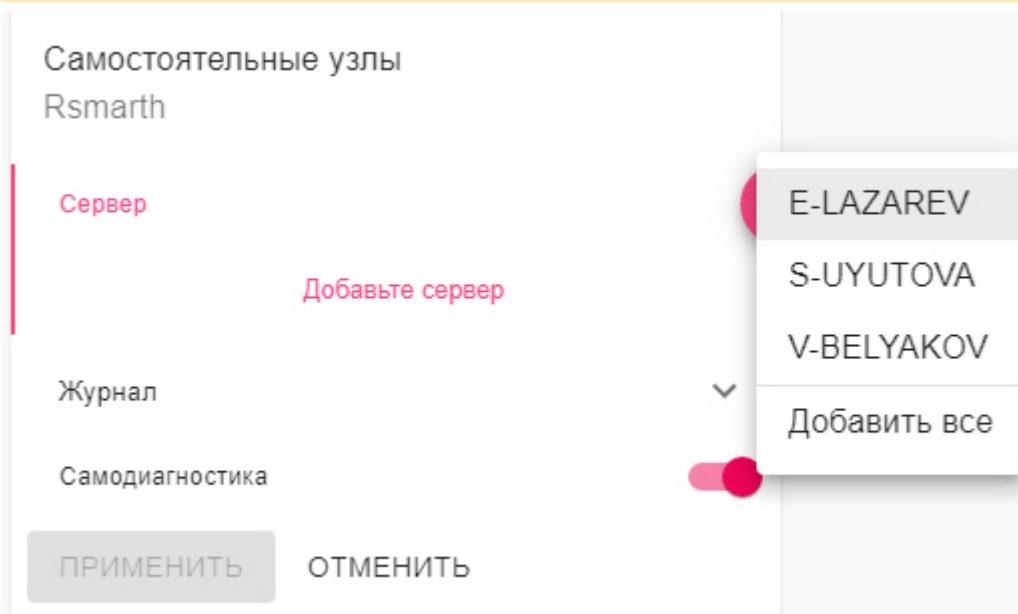 Самостоятельные узлы
Rsmarth
Сервер
Добавьте сервер
Журнал
Самодиагностика
ПРИМЕНИТЬ ОТМЕНИТЬ
E-LAZAREV
S-UYUTOVA
V-BELYAKOV
Добавить все